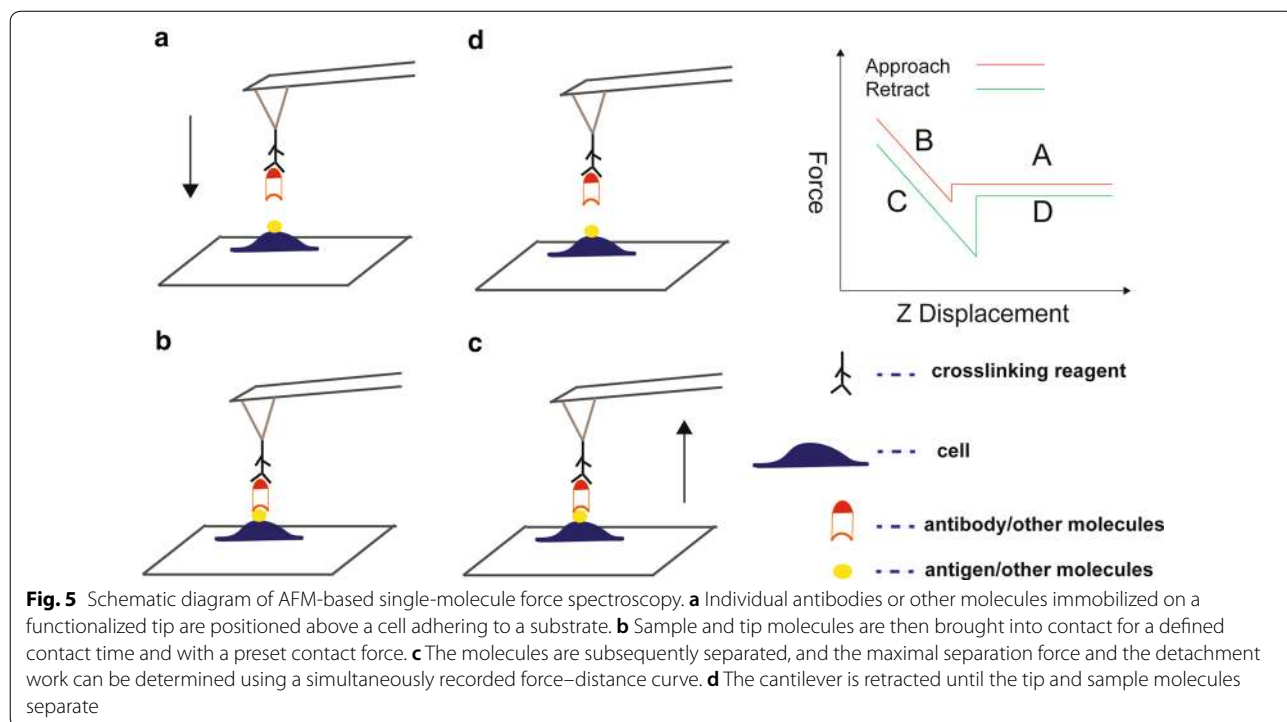 a
d
Approach
Retract
B
A
C
D
Force
Z Displacement
b
c
crosslinking reagent
cell
antibody/other molecules
antigen/other molecules
Fig. 5 Schematic diagram of AFM-based single-molecule force spectroscopy. a Individual antibodies or other molecules immobilized on a
functionalized tip are positioned above a cell adhering to a substrate. b Sample and tip molecules are then brought into contact for a defined
contact time and with a preset contact force. c The molecules are subsequently separated, and the maximal separation force and the detachment
work can be determined using a simultaneously recorded force–distance curve. d The cantilever is retracted until the tip and sample molecules
separate